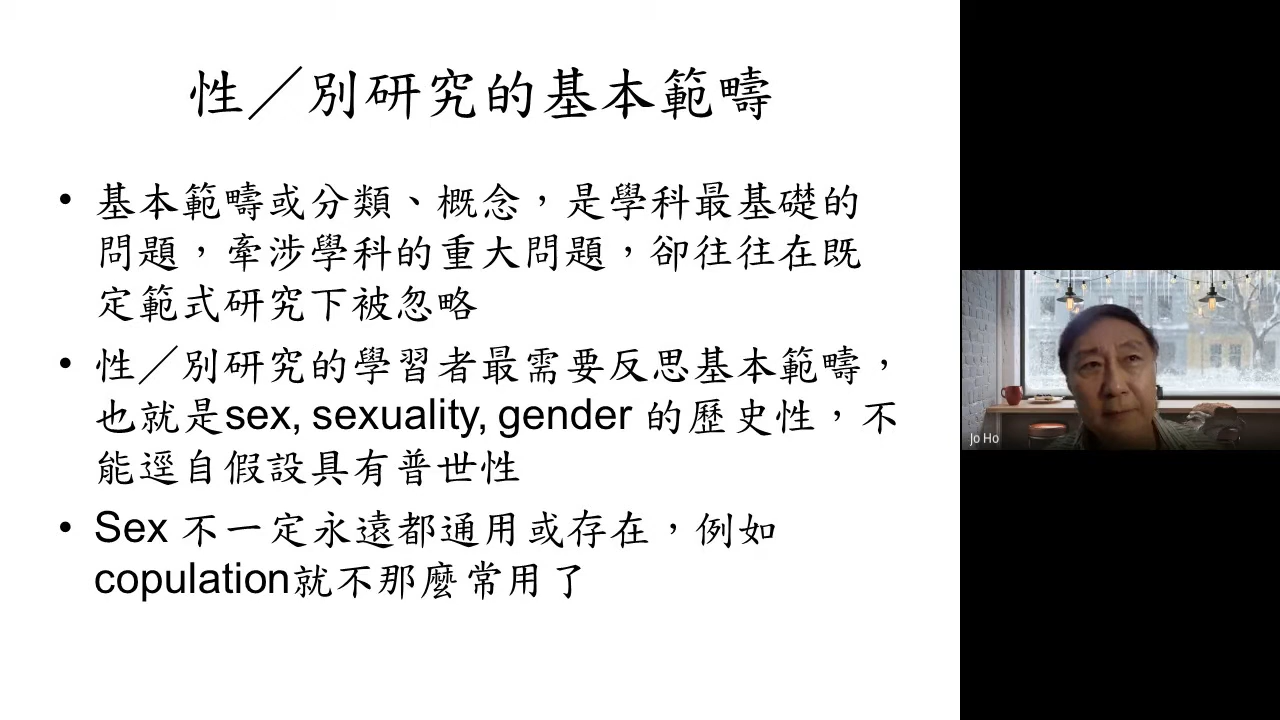 性／別研究的基本範疇
• 基本範疇或分類、概念，是學科最基礎的
問題，牽涉學科的重大問題，卻往往在既
定範式研究下被忽略
• 性／別研究的學習者最需要反思基本範疇，
也就是sex, sexuality, gender 的歷史性，不
能逕自假設具有普世性
• Sex 不一定永遠都通用或存在，例如
copulation就不那麼常用了
Jo Ho